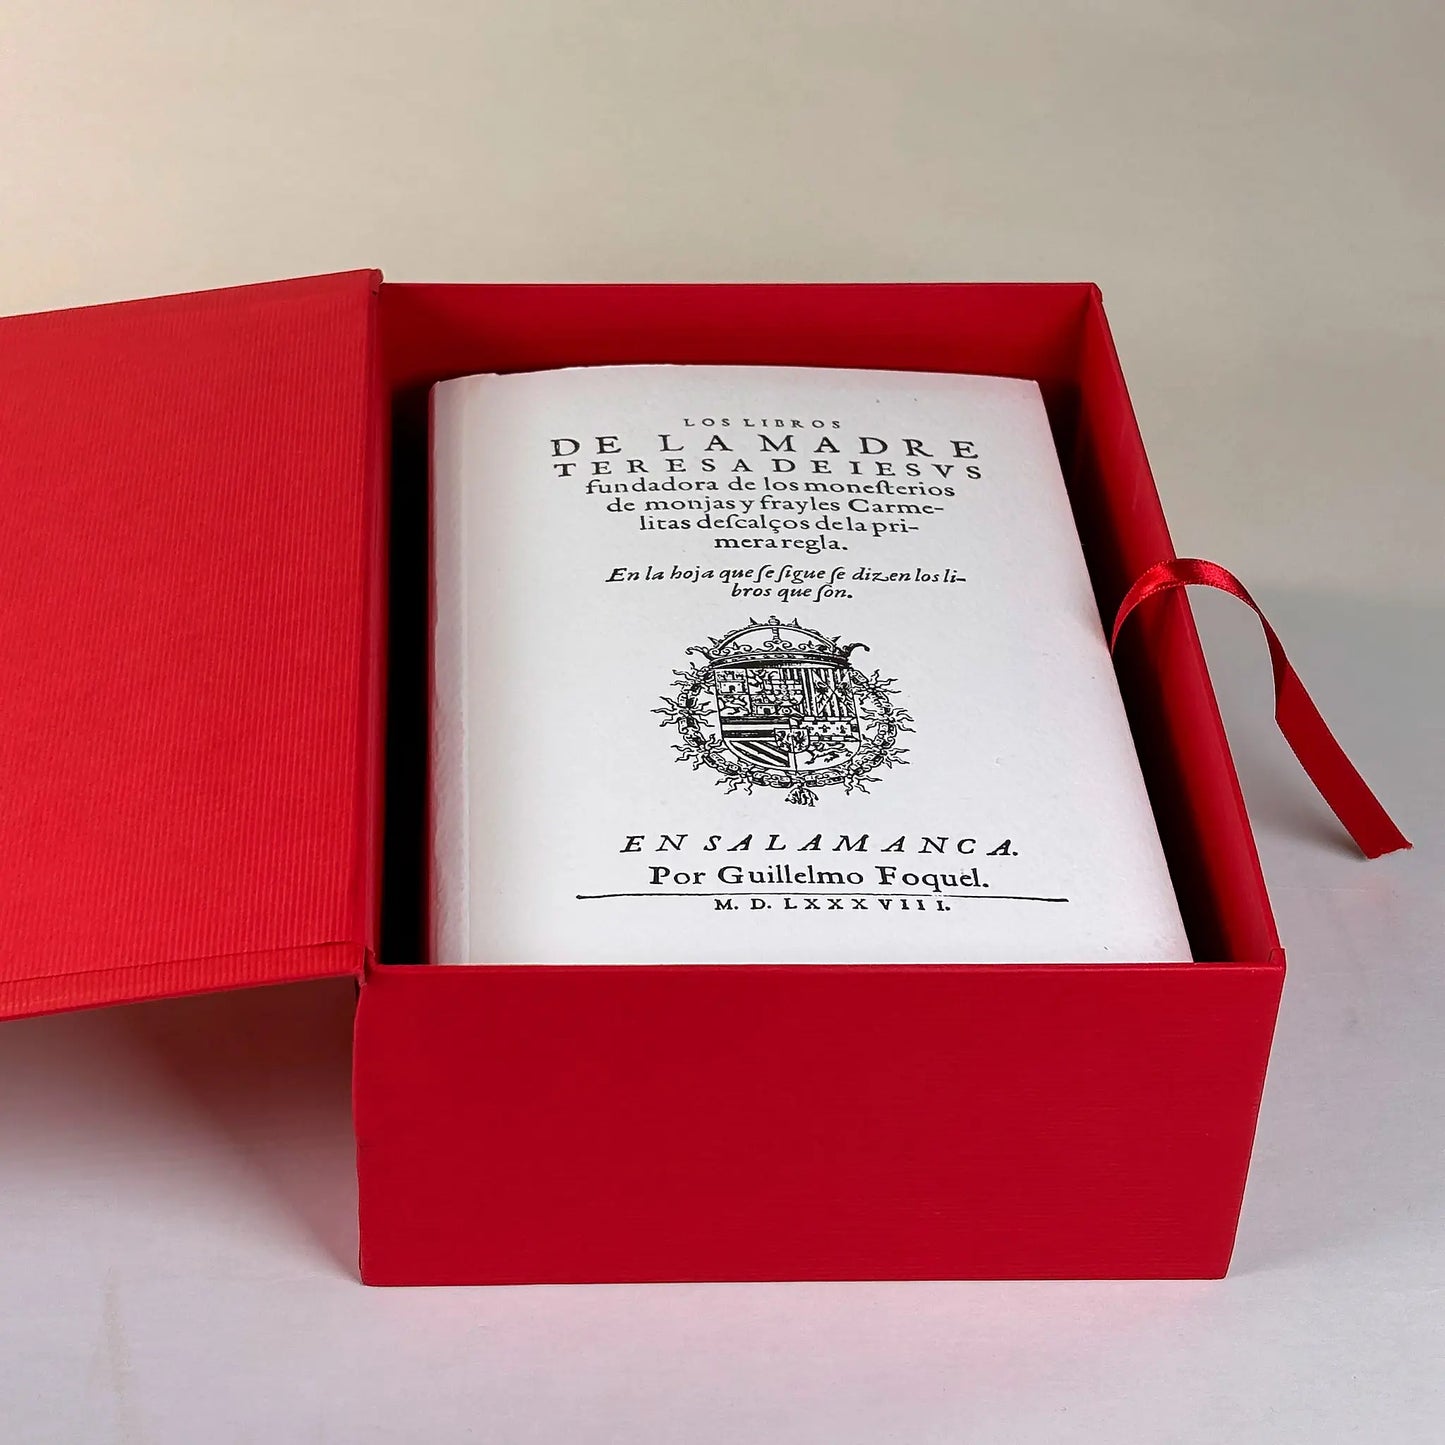 LOS LIBROS
DE LA MADRE
TERESA DE IESVS
fundadora de los moneſterios
de monjas y frayles Carme-
litas deſcalços de la pri-
mera regla.
En la hoja que ſe ſigue ſe dizen los li-
bros que ſon.
EN SALAMANCA.
Por Guillelmo Foquel.
M. D. LXXXVIII.